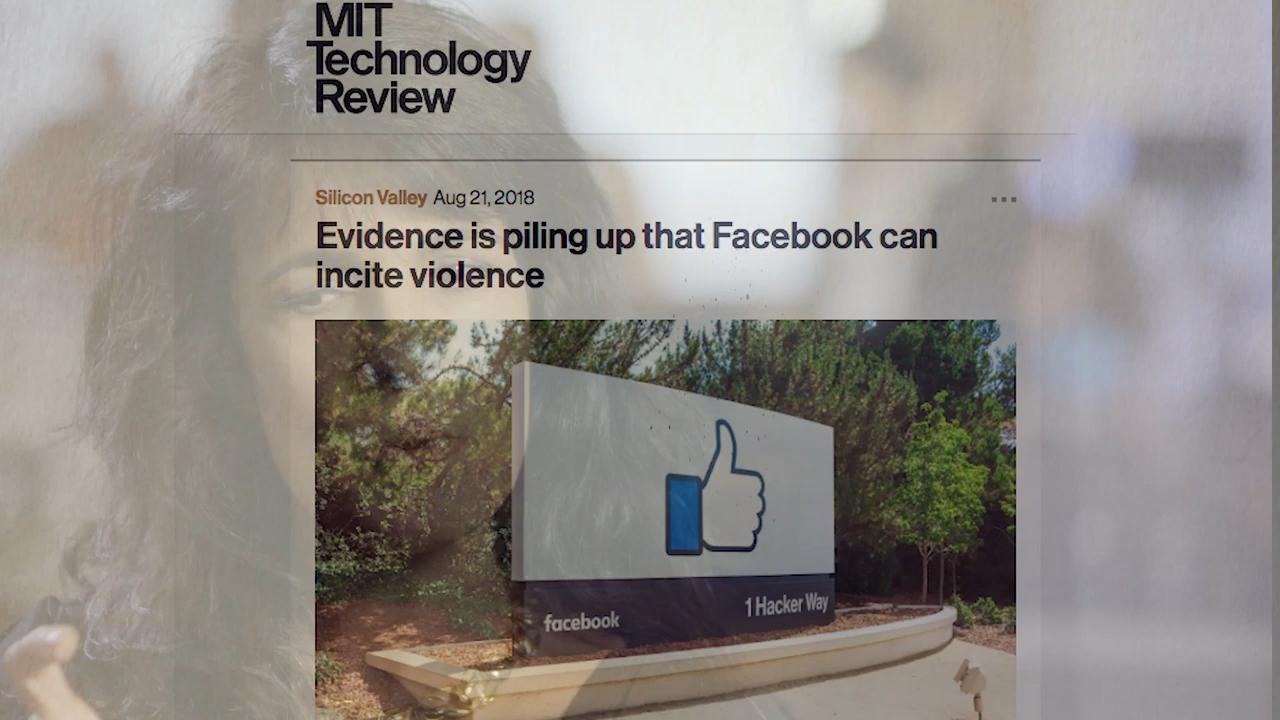 MIT
Technology
Review
Silicon Valley Aug 21, 2018
Evidence is piling up that Facebook can
incite violence
facebook
1 Hacker Way